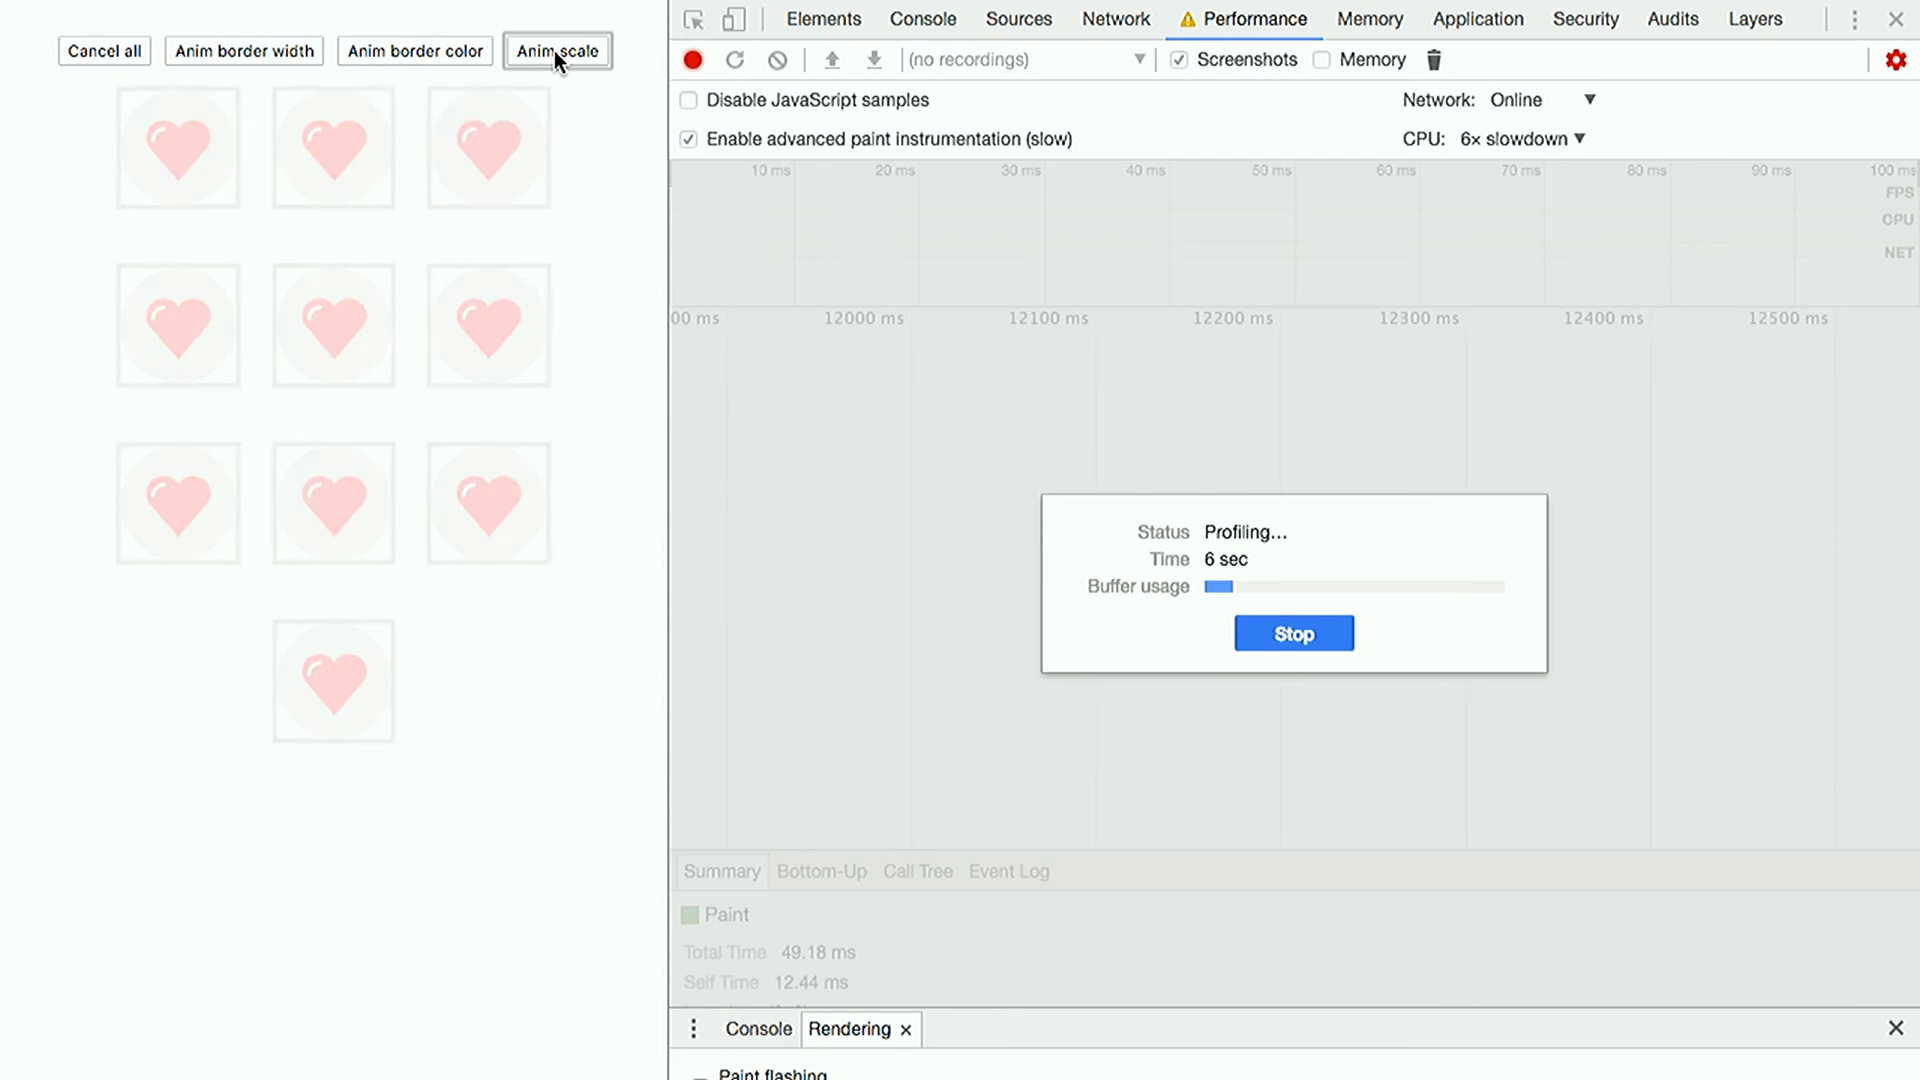 Cancel all Anim border width Anim border color Anim scale
Elements Console Sources Network Performance Memory Application Security Audits Layers
(no recordings) Screenshots Memory
Disable JavaScript samples Network: Online
Enable advanced paint instrumentation (slow) CPU: 6× slowdown
10 ms 20 ms 30 ms 40 ms 50 ms 60 ms 70 ms 80 ms 90 ms 100 ms
FPS
CPU
NET
00 ms 12000 ms 12100 ms 12200 ms 12300 ms 12400 ms 12500 ms
Status Profiling...
Time 6 sec
Buffer usage
Stop
Summary Bottom-Up Call Tree Event Log
Paint
Total Time 49.18 ms
Self Time 12.44 ms
Console Rendering
Paint flashing